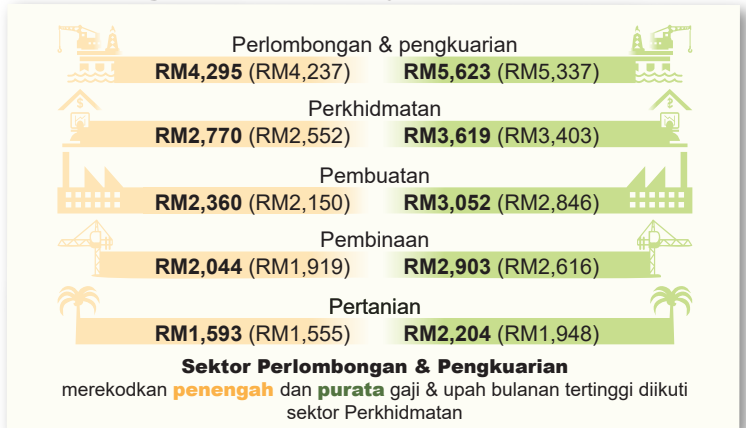 Perlombongan & pengkuarian
RM4,295 (RM4,237) RM5,623 (RM5,337)
Perkhidmatan
RM2,770 (RM2,552) RM3,619 (RM3,403)
Pembuatan
RM2,360 (RM2,150) RM3,052 (RM2,846)
Pembinaan
RM2,044 (RM1,919) RM2,903 (RM2,616)
Pertanian
RM1,593 (RM1,555) RM2,204 (RM1,948)
Sektor Perlombongan & Pengkuarian
merekodkan penengah dan purata gaji & upah bulanan tertinggi diikuti
sektor Perkhidmatan